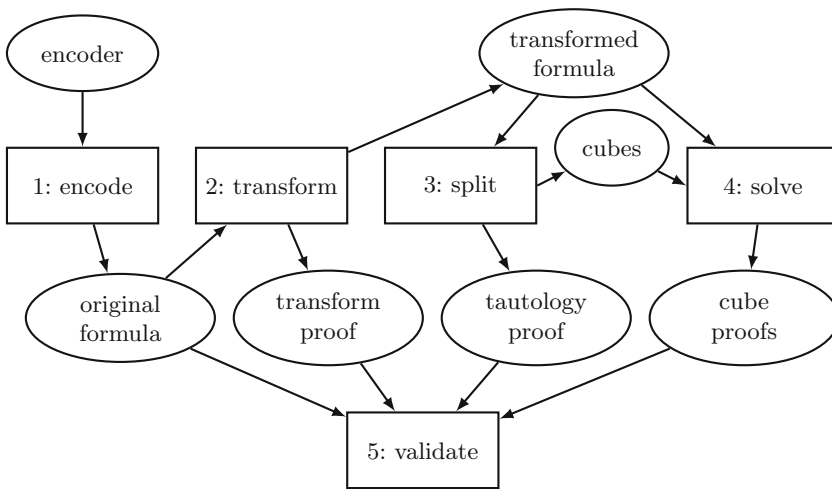 encoder
transformed
formula
cubes
1: encode
2: transform
3: split
4: solve
original
formula
transform
proof
tautology
proof
cube
proofs
5: validate